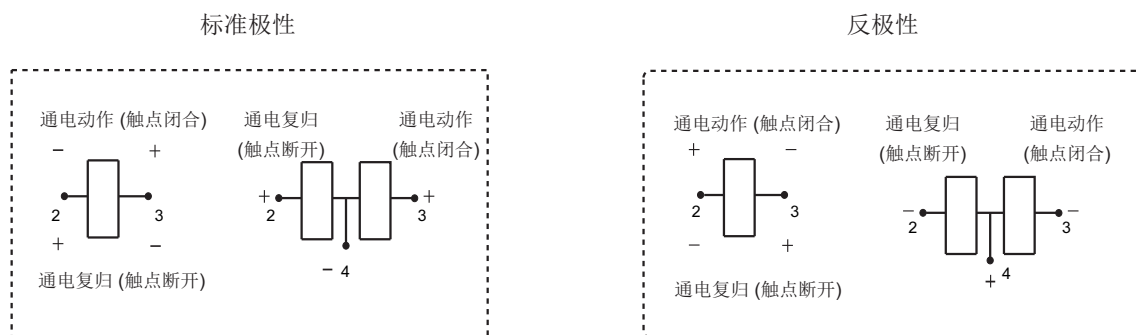 标准极性
通电动作 (触点闭合)
− +
2 3
+ −
通电复归 (触点断开)
通电复归
(触点断开)
通电动作
(触点闭合)
+ +
2 3
− 4
反极性
通电动作 (触点闭合)
+ −
2 3
− +
通电复归 (触点断开)
通电复归
(触点断开)
通电动作
(触点闭合)
− −
2 3
+ 4